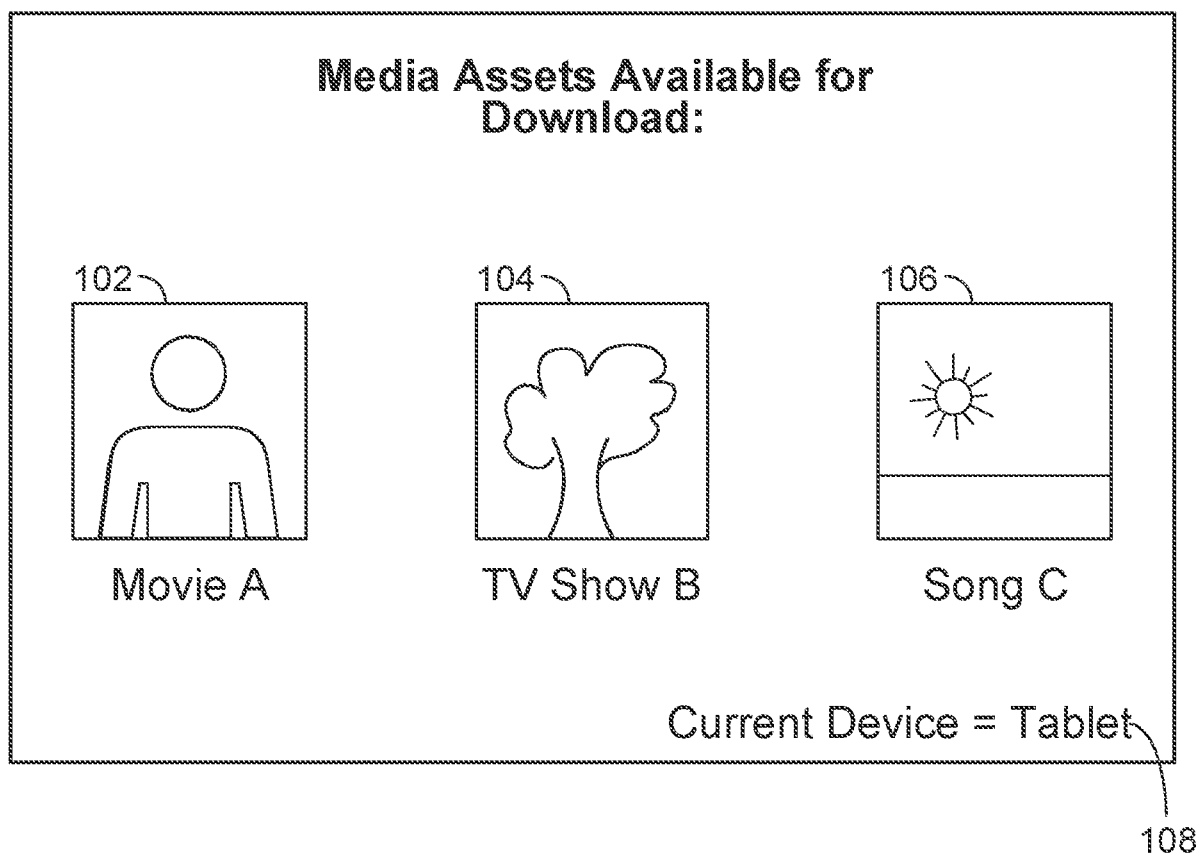 Media Assets Available for
Download:
102
104
106
Movie A
TV Show B
Song C
Current Device = Tablet
108